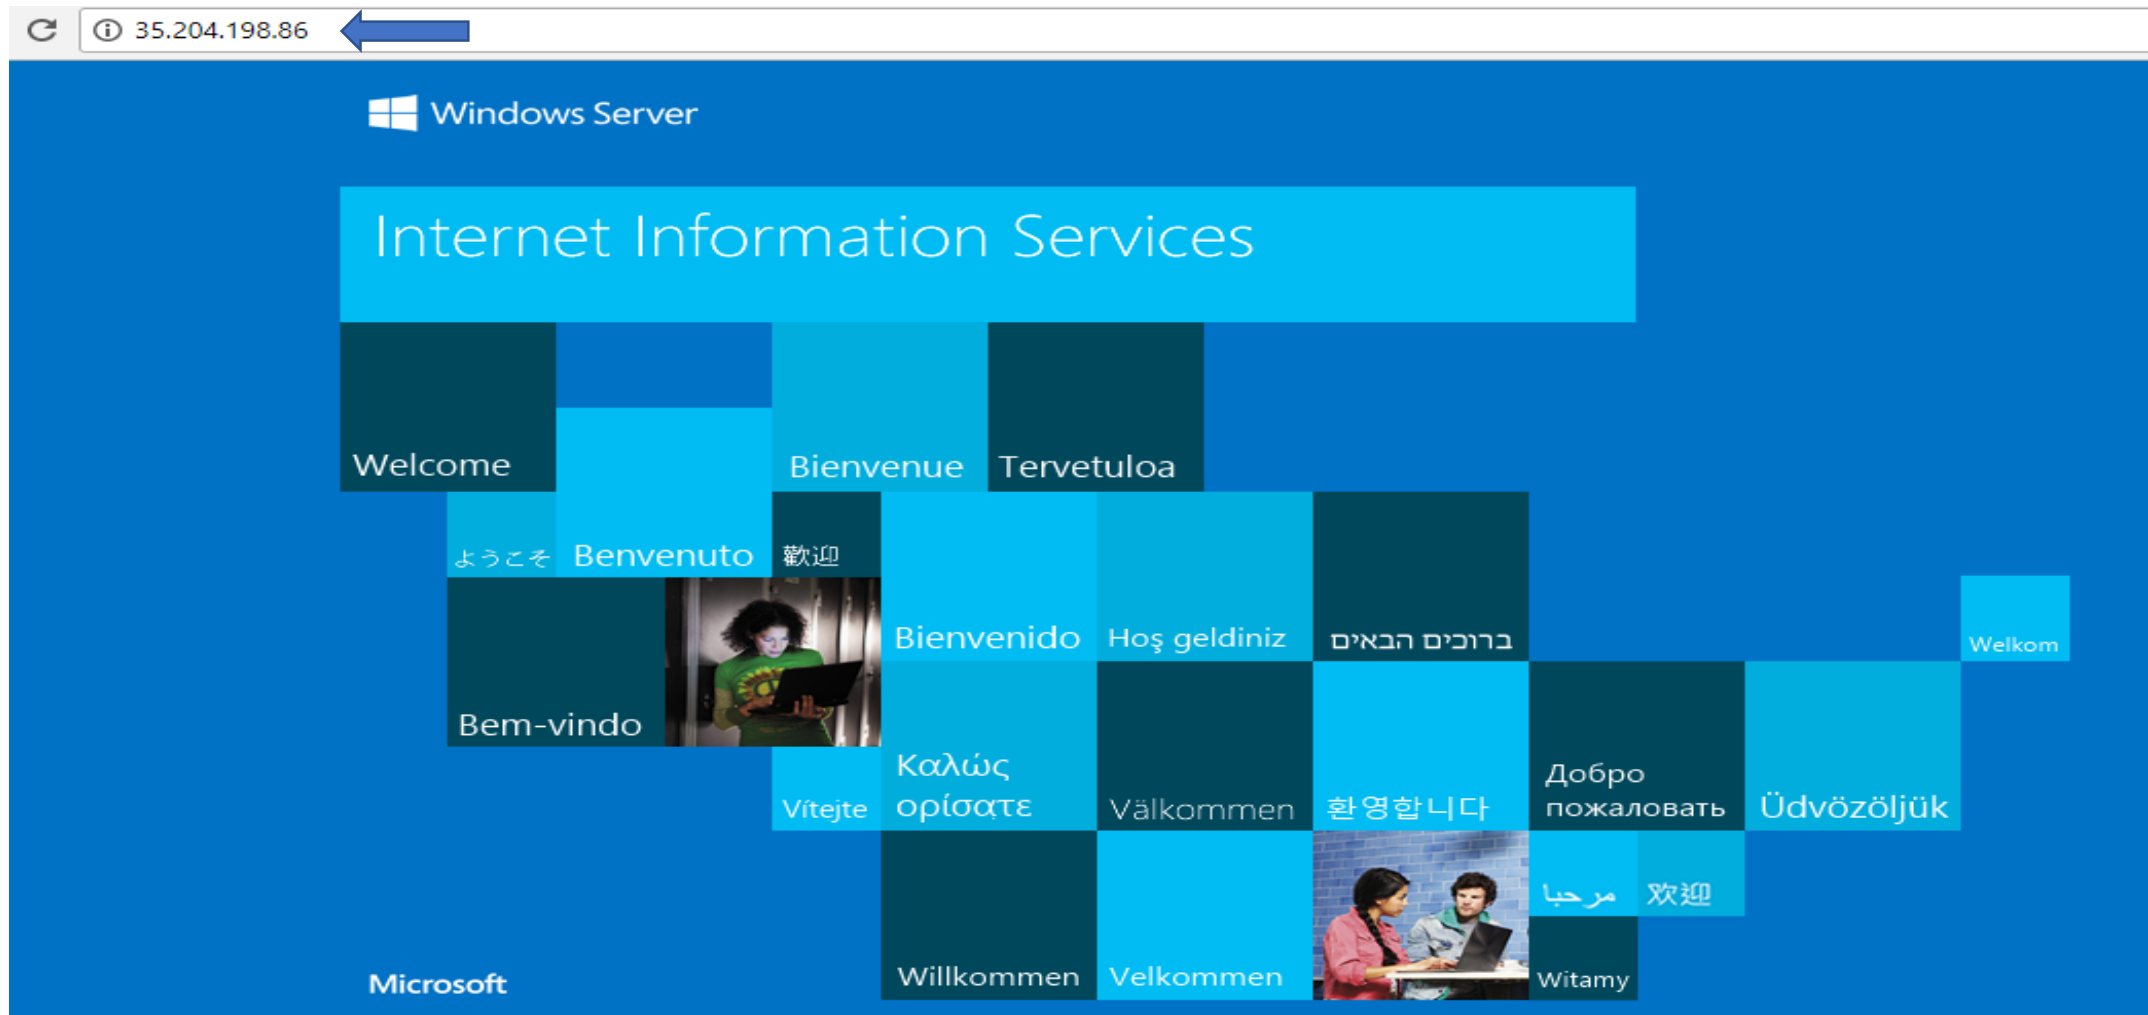 35.204.198.86
Windows Server
Internet Information Services
Welcome
Bienvenue
Tervetuloa
ようこそ
Benvenuto
歡迎
Bienvenido
Hoş geldiniz
ברוכים הבאים
Welkom
Bem-vindo
Vítejte
Καλώς
ορίσατε
Välkommen
환영합니다
Добро
пожаловать
Üdvözöljük
مرحبا
欢迎
Willkommen
Velkommen
Witamy
Microsoft